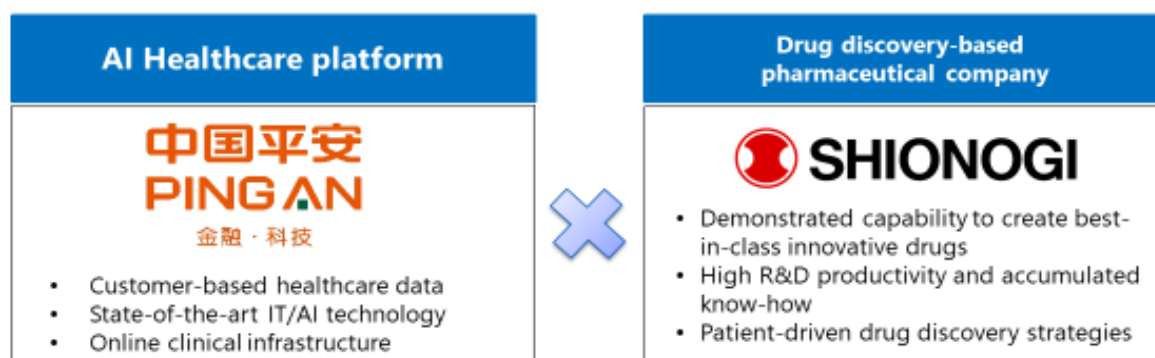 AI Healthcare platform
中国平安
PING AN
金融·科技
• Customer-based healthcare data
• State-of-the-art IT/AI technology
• Online clinical infrastructure
Drug discovery-based
pharmaceutical company
SHIONOGI
• Demonstrated capability to create best-
in-class innovative drugs
• High R&D productivity and accumulated
know-how
• Patient-driven drug discovery strategies